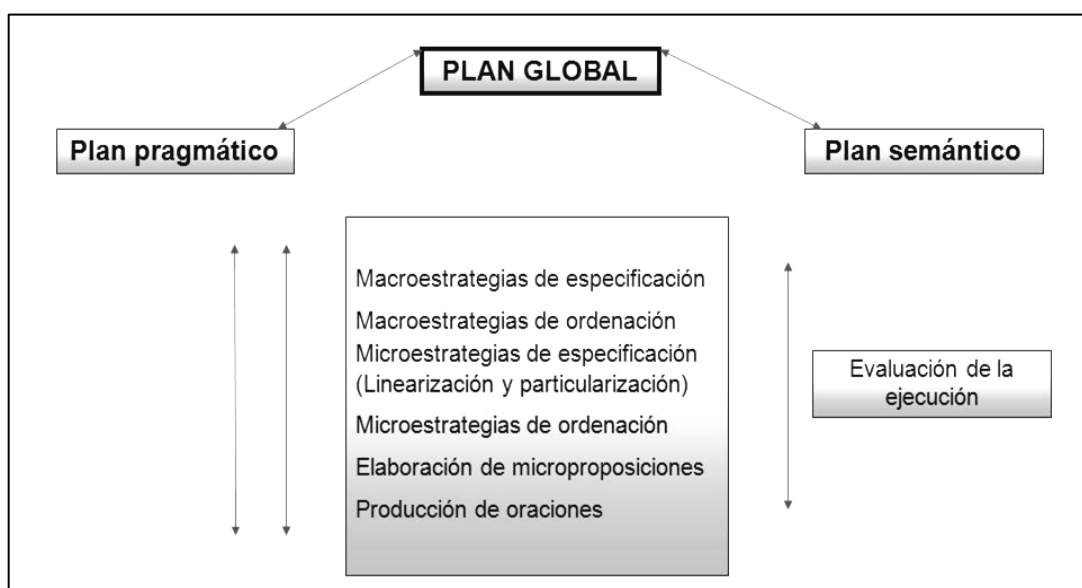 PLAN GLOBAL
Plan pragmático
Plan semántico
Macroestrategias de especificación
Macroestrategias de ordenación
Microestrategias de especificación
(Linearización y particularización)
Microestrategias de ordenación
Elaboración de microproposiciones
Producción de oraciones
Evaluación de la
ejecución